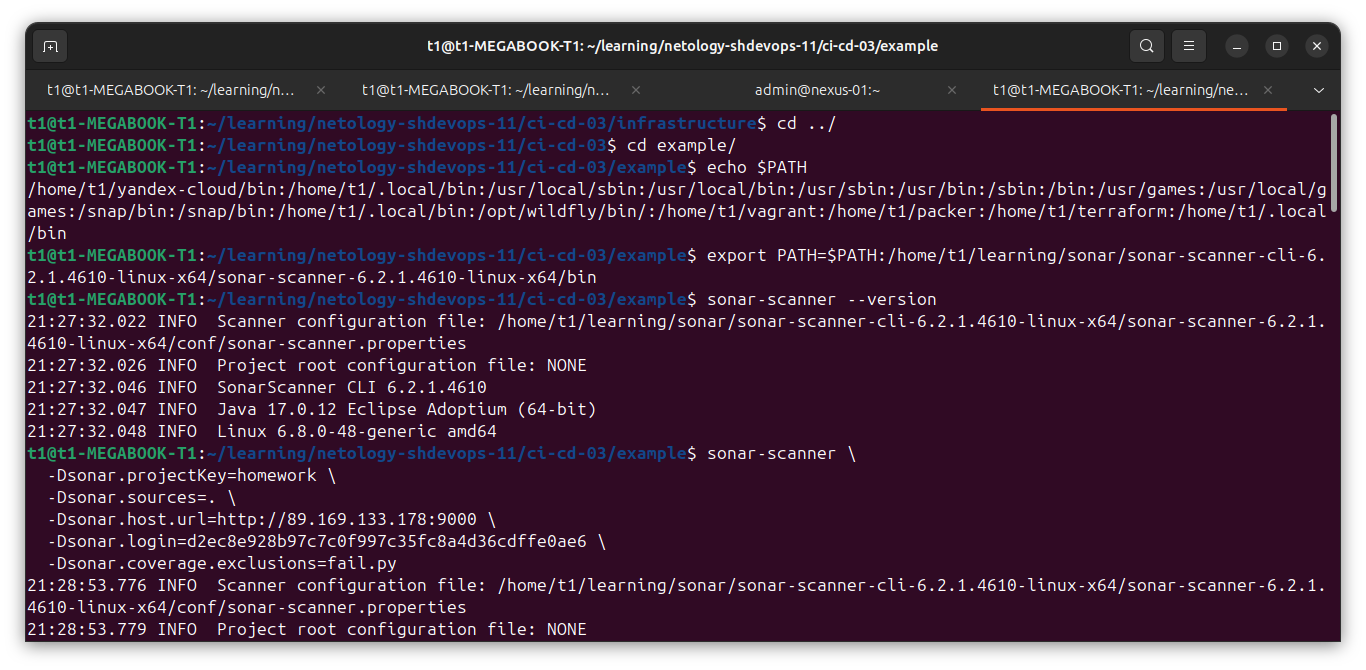 t1@t1-MEGABOOK-T1: ~/learning/netology-shdevops-11/ci-cd-03/example
t1@t1-MEGABOOK-T1: ~/learning/n... × t1@t1-MEGABOOK-T1: ~/learning/n... × admin@nexus-01:~ × t1@t1-MEGABOOK-T1: ~/learning/ne... ×
t1@t1-MEGABOOK-T1:~/learning/netology-shdevops-11/ci-cd-03/infrastructure$ cd ../
t1@t1-MEGABOOK-T1:~/learning/netology-shdevops-11/ci-cd-03$ cd example/
t1@t1-MEGABOOK-T1:~/learning/netology-shdevops-11/ci-cd-03/example$ echo $PATH
/home/t1/yandex-cloud/bin:/home/t1/.local/bin:/usr/local/sbin:/usr/local/bin:/usr/sbin:/usr/bin:/sbin:/bin:/usr/games:/usr/local/g
ames:/snap/bin:/snap/bin:/home/t1/.local/bin:/opt/wildfly/bin/:/home/t1/vagrant:/home/t1/packer:/home/t1/terraform:/home/t1/.local
/bin
t1@t1-MEGABOOK-T1:~/learning/netology-shdevops-11/ci-cd-03/example$ export PATH=$PATH:/home/t1/learning/sonar/sonar-scanner-cli-6.
2.1.4610-linux-x64/sonar-scanner-6.2.1.4610-linux-x64/bin
t1@t1-MEGABOOK-T1:~/learning/netology-shdevops-11/ci-cd-03/example$ sonar-scanner --version
21:27:32.022 INFO  Scanner configuration file: /home/t1/learning/sonar/sonar-scanner-cli-6.2.1.4610-linux-x64/sonar-scanner-6.2.1.
4610-linux-x64/conf/sonar-scanner.properties
21:27:32.026 INFO  Project root configuration file: NONE
21:27:32.046 INFO  SonarScanner CLI 6.2.1.4610
21:27:32.047 INFO  Java 17.0.12 Eclipse Adoptium (64-bit)
21:27:32.048 INFO  Linux 6.8.0-48-generic amd64
t1@t1-MEGABOOK-T1:~/learning/netology-shdevops-11/ci-cd-03/example$ sonar-scanner \
  -Dsonar.projectKey=homework \
  -Dsonar.sources=. \
  -Dsonar.host.url=http://89.169.133.178:9000 \
  -Dsonar.login=d2ec8e928b97c7c0f997c35fc8a4d36cdffe0ae6 \
  -Dsonar.coverage.exclusions=fail.py
21:28:53.776 INFO  Scanner configuration file: /home/t1/learning/sonar/sonar-scanner-cli-6.2.1.4610-linux-x64/sonar-scanner-6.2.1.
4610-linux-x64/conf/sonar-scanner.properties
21:28:53.779 INFO  Project root configuration file: NONE